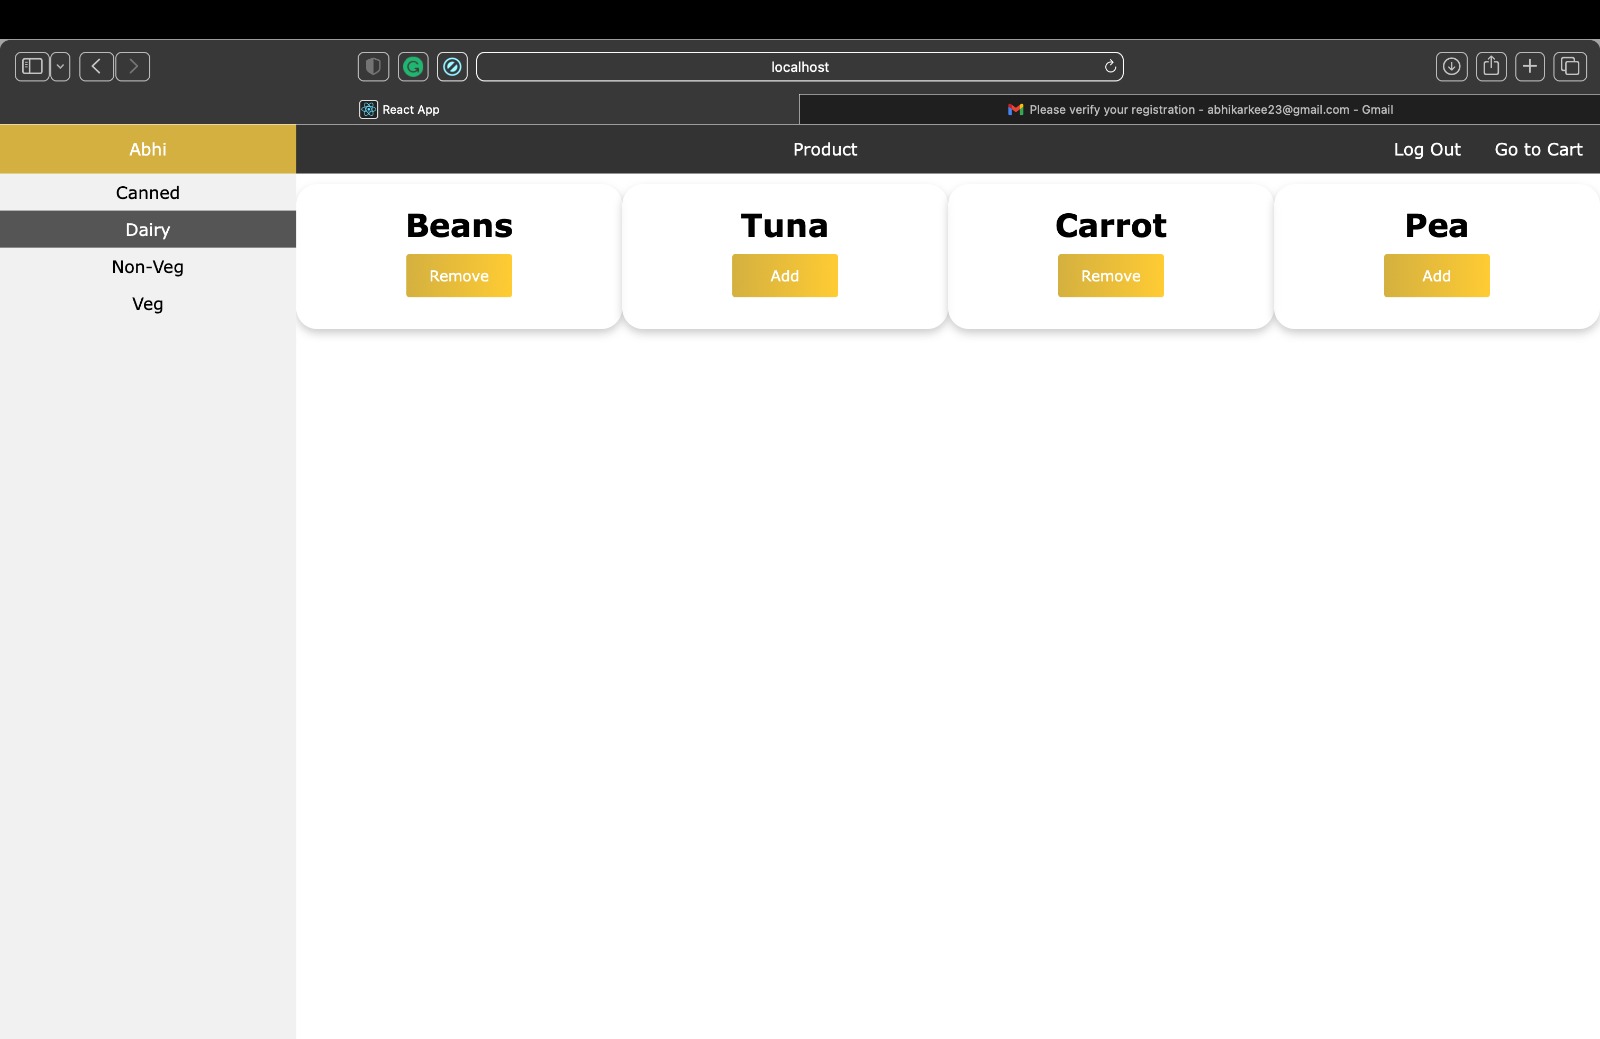 localhost
React App
Please verify your registration - abhikarkee23@gmail.com - Gmail
Abhi
Product
Log Out
Go to Cart
Canned
Dairy
Non-Veg
Veg
Beans
Remove
Tuna
Add
Carrot
Remove
Pea
Add